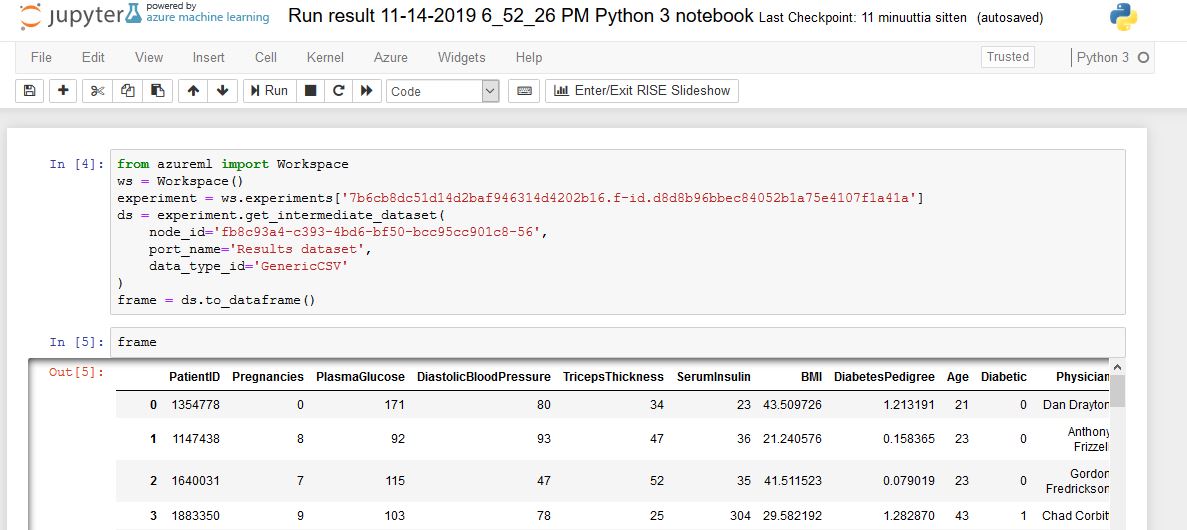 jupyter powered by azure machine learning Run result 11-14-2019 6_52_26 PM Python 3 notebook Last Checkpoint: 11 minuuttia sitten (autosaved)
File Edit View Insert Cell Kernel Azure Widgets Help Trusted Python 3
Run Code Enter/Exit RISE Slideshow
In [4]: from azureml import Workspace
ws = Workspace()
experiment = ws.experiments['7b6cb8dc51d14d2baf946314d4202b16.f-id.d8d8b96bbec84052b1a75e4107f1a41a']
ds = experiment.get_intermediate_dataset(
node_id='fb8c93a4-c393-4bd6-bf50-bcc95cc901c8-56',
port_name='Results dataset',
data_type_id='GenericCSV'
)
frame = ds.to_dataframe()
In [5]: frame
Out[5]: PatientID Pregnancies PlasmaGlucose DiastolicBloodPressure TricepsThickness SerumInsulin BMI DiabetesPedigree Age Diabetic Physician
0 1354778 0 171 80 34 23 43.509726 1.213191 21 0 Dan Drayton
1 1147438 8 92 93 47 36 21.240576 0.158365 23 0 Anthony
Frizzell
2 1640031 7 115 47 52 35 41.511523 0.079019 23 0 Gordon
Fredrickson
3 1883350 9 103 78 25 304 29.582192 1.282870 43 1 Chad Corbitt